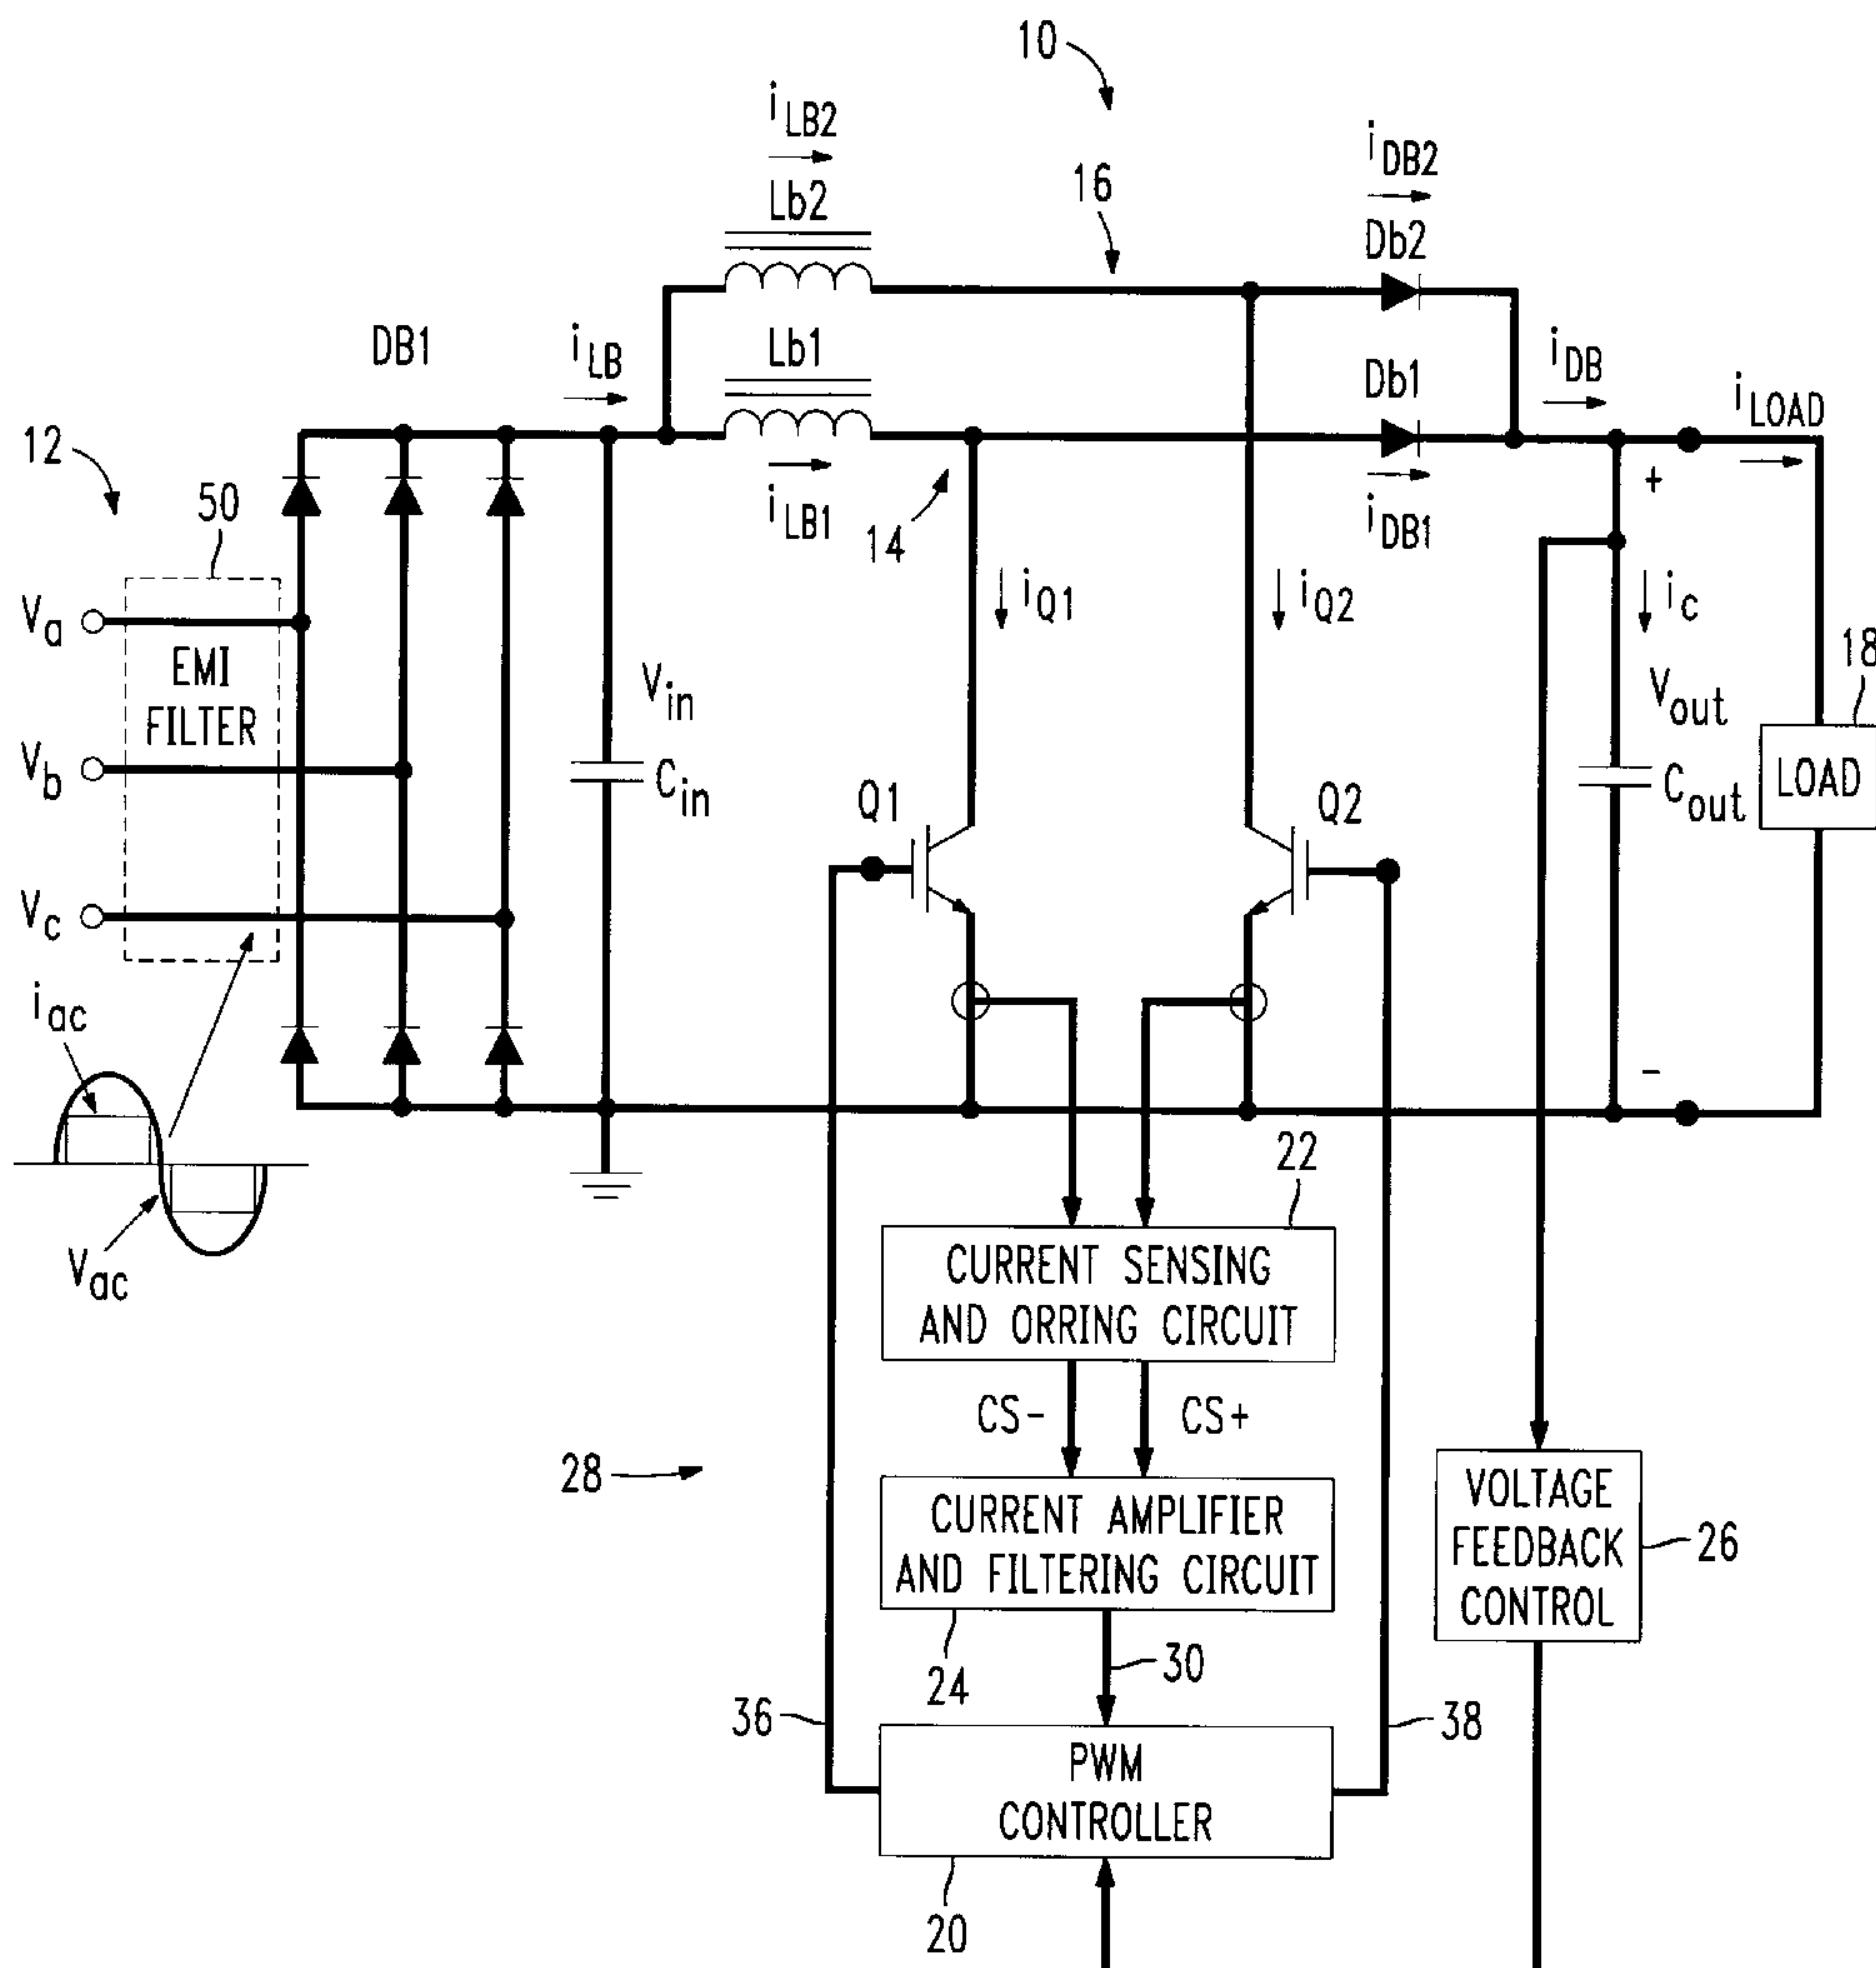 10
iLB2
iDB2
Lb2
16
Db2
DB1
iLB
Lb1
Db1
iDB
iLOAD
12
50
iLB1
14
iDB1
+
Va
EMI
FILTER
Vin
iQ1
iQ2
ic
18
Vout
Vb
Cin
Q1
Q2
Cout
LOAD
Vc
iac
-
Vac
22
CURRENT SENSING
AND ORRING CIRCUIT
CS-
CS+
28
CURRENT AMPLIFIER
AND FILTERING CIRCUIT
VOLTAGE
FEEDBACK
CONTROL
26
24
30
36
38
PWM
CONTROLLER
20